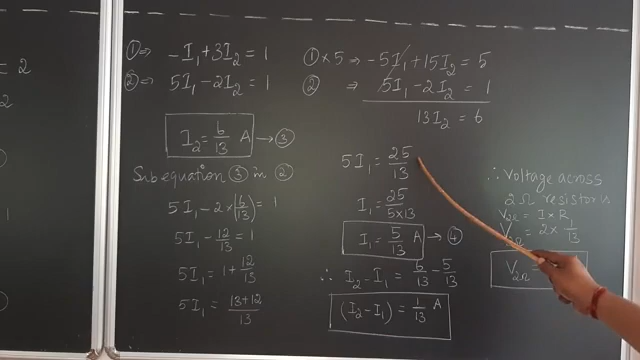 = 2
① ⇒ -I₁ + 3I₂ = 1
② ⇒ 5I₁ - 2I₂ = 1
I₂ = 6/13 A → ③
Sub equation ③ in ②
5I₁ - 2 × (6/13) = 1
5I₁ - 12/13 = 1
5I₁ = 1 + 12/13
5I₁ = (13+12)/13
① × 5 ⇒ -5I₁ + 15I₂ = 5
② ⇒ 5I₁ - 2I₂ = 1
13I₂ = 6
5I₁ = 25/13
I₁ = 25/(5×13)
I₁ = 5/13 A → ④
∴ I₂ - I₁ = 6/13 - 5/13
(I₂ - I₁) = 1/13 A
∴ Voltage across
2Ω resistor is
V₂Ω = I × R
V₂Ω = 2 × 1/13
V₂Ω